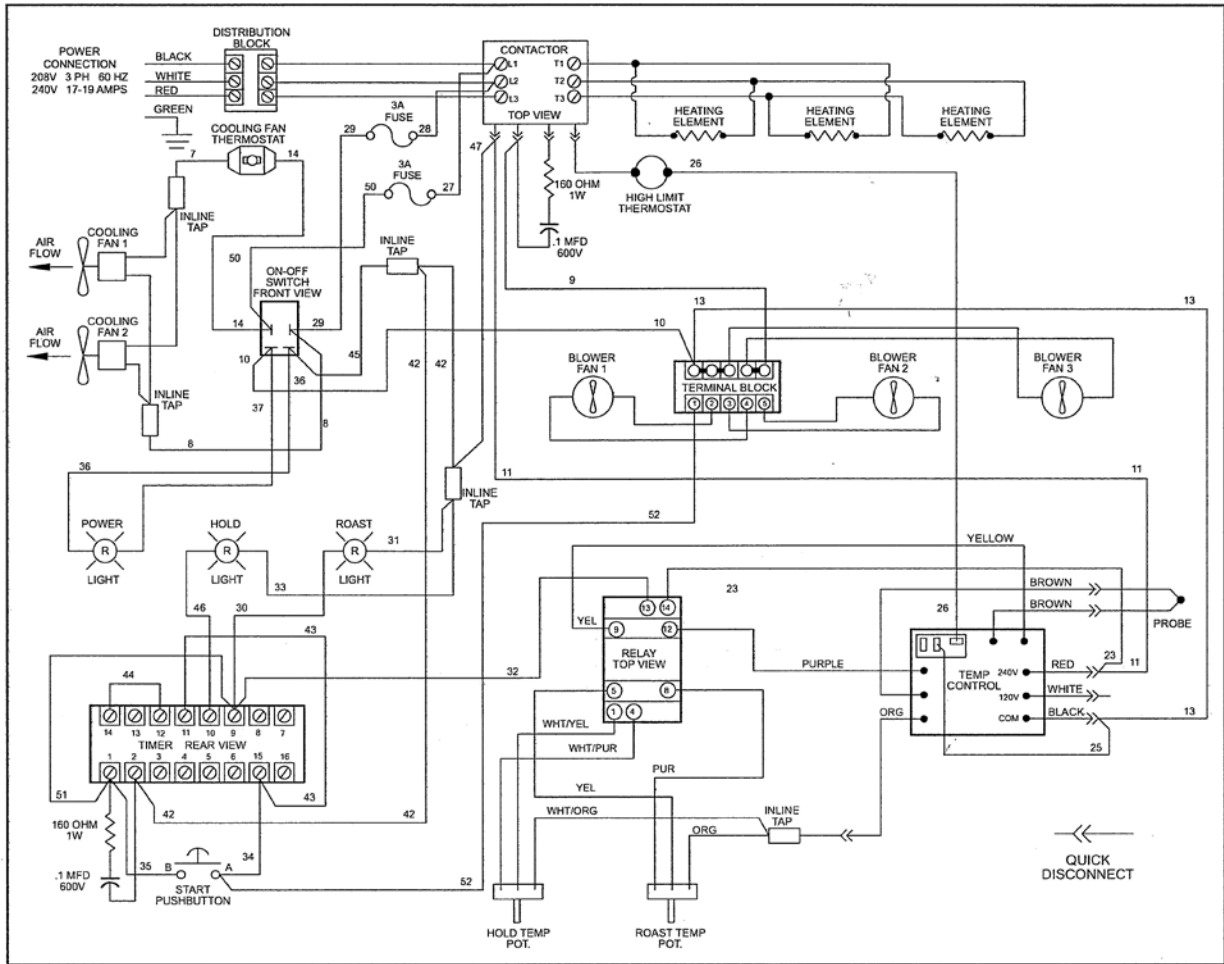 POWER
CONNECTION
208V 3 PH 60 HZ
240V 17-19 AMPS
BLACK
WHITE
RED
GREEN
DISTRIBUTION
BLOCK
CONTACTOR
L1
L2
L3
T1
T2
T3
TOP VIEW
HEATING
ELEMENT
HEATING
ELEMENT
HEATING
ELEMENT
3A
FUSE
29
28
3A
FUSE
50
27
47
COOLING FAN
THERMOSTAT
7
14
INLINE
TAP
160 OHM
1W
.1 MFD
600V
HIGH LIMIT
THERMOSTAT
26
AIR
FLOW
COOLING
FAN 1
AIR
FLOW
COOLING
FAN 2
INLINE
TAP
50
ON-OFF
SWITCH
FRONT VIEW
14
29
10
36
45
37
8
8
INLINE
TAP
42
42
9
10
13
13
BLOWER
FAN 1
TERMINAL BLOCK
1
2
3
4
5
BLOWER
FAN 2
BLOWER
FAN 3
11
11
INLINE
TAP
52
36
POWER
R
LIGHT
HOLD
R
LIGHT
ROAST
R
LIGHT
31
33
46
30
43
32
YELLOW
23
BROWN
BROWN
PROBE
13
14
YEL
9
12
RELAY
TOP VIEW
5
8
1
4
PURPLE
26
TEMP
CONTROL
240V
120V
COM
RED
WHITE
BLACK
23
11
13
25
ORG
WHT/YEL
WHT/PUR
PUR
YEL
WHT/ORG
ORG
INLINE
TAP
44
14
13
12
11
10
9
8
7
TIMER REAR VIEW
1
2
3
4
5
6
15
16
51
42
42
43
160 OHM
1W
.1 MFD
600V
35
B
A
34
START
PUSHBUTTON
52
HOLD TEMP
POT.
ROAST TEMP
POT.
QUICK
DISCONNECT